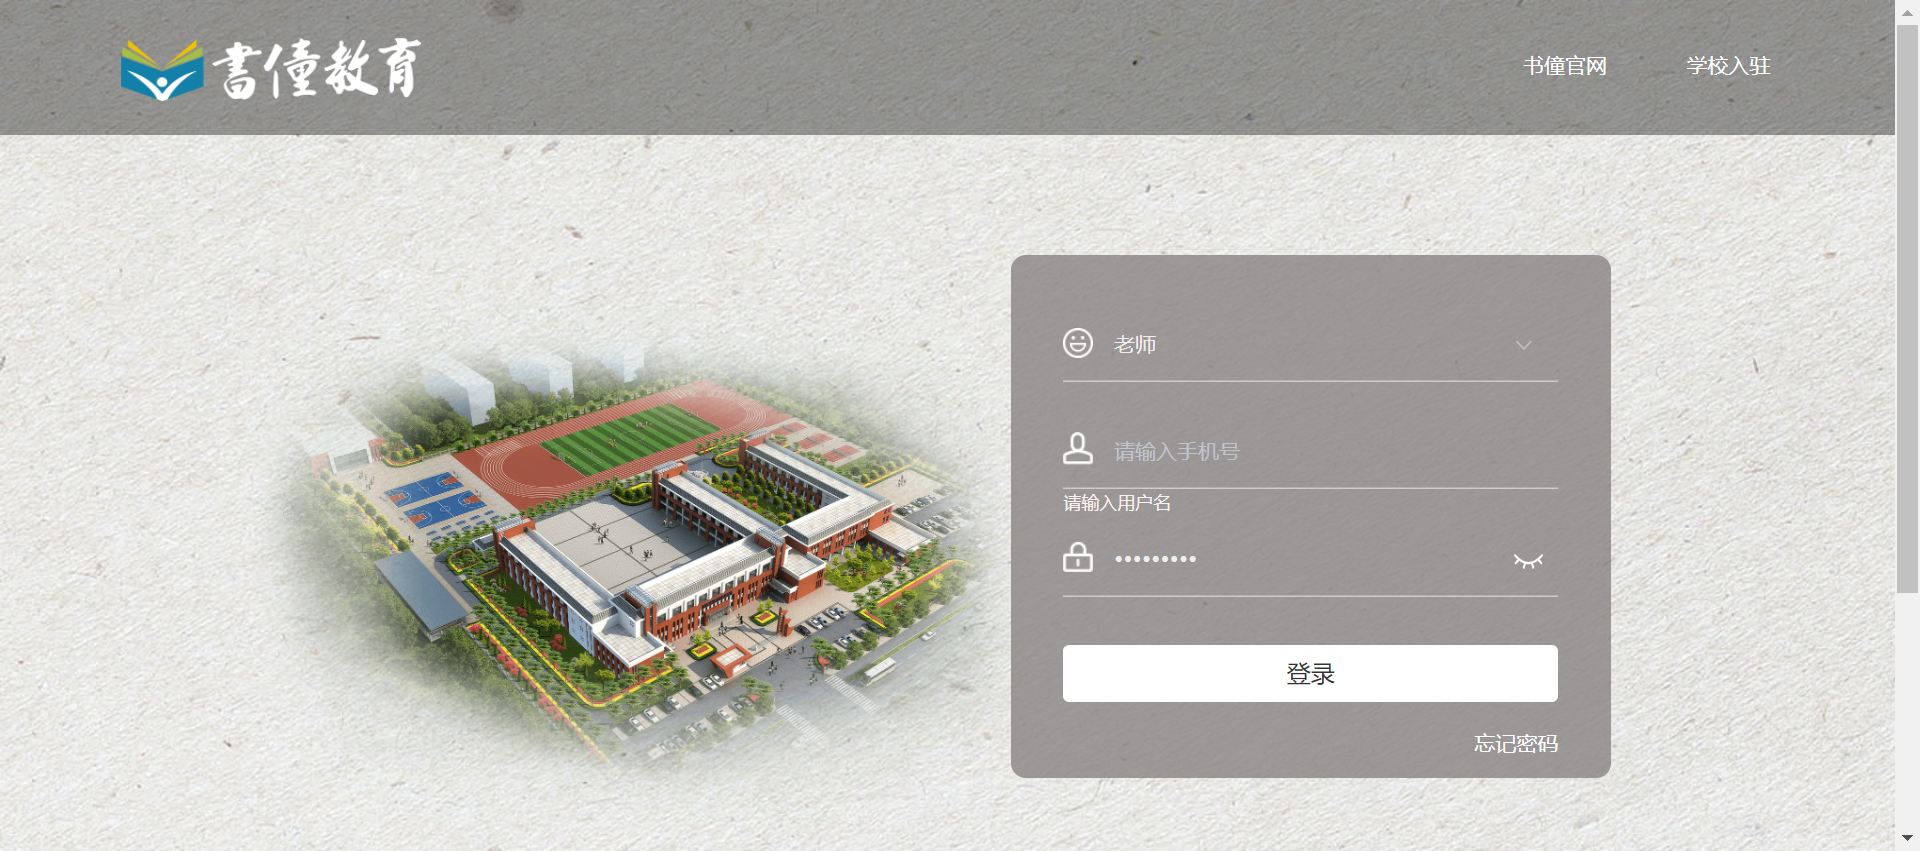 書僮教育
书僮官网
学校入驻
老师
请输入手机号
请输入用户名
•••••••••
登录
忘记密码